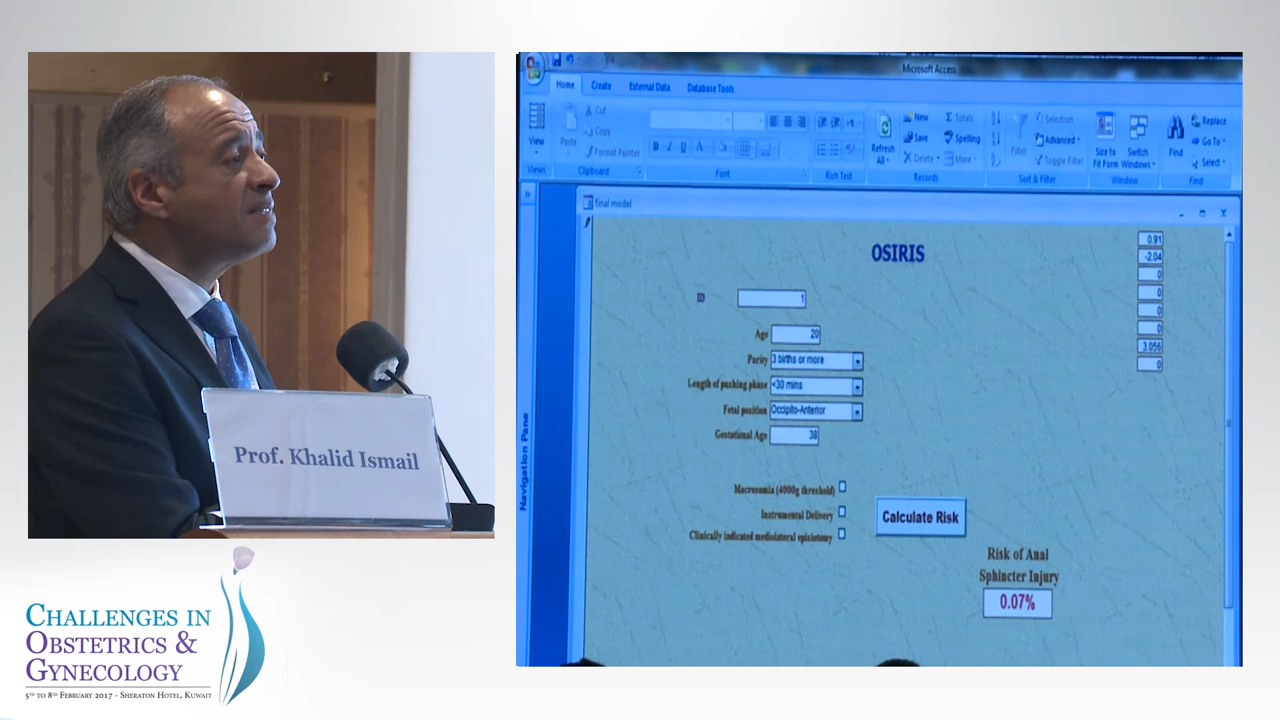 Prof. Khalid Ismail
CHALLENGES IN
OBSTETRICS &
GYNECOLOGY
5TH TO 8TH FEBRUARY 2017 - SHERATON HOTEL, KUWAIT
Microsoft Access
Home Create External Data Database Tools
View
Paste
Cut
Copy
Format Painter
B I U A
Refresh
All
New
Save
Delete
Totals
Spelling
More
Filter
Selection
Advanced
Toggle Filter
Size to
Fit Form
Switch
Windows
Find
Replace
Go To
Select
Views Clipboard Font Rich Text Records Sort & Filter Window Find
Navigation Pane
final model
OSIRIS
0.91
-2.04
0
0
0
0
3.056
0
ID 1
Age 20
Parity 3 births or more
Length of pushing phase <30 mins
Fetal position Occipito-Anterior
Gestational Age 38
Macrosomia (4000g threshold)
Instrumental Delivery
Clinically indicated mediolateral episiotomy
Calculate Risk
Risk of Anal
Sphincter Injury
0.07%